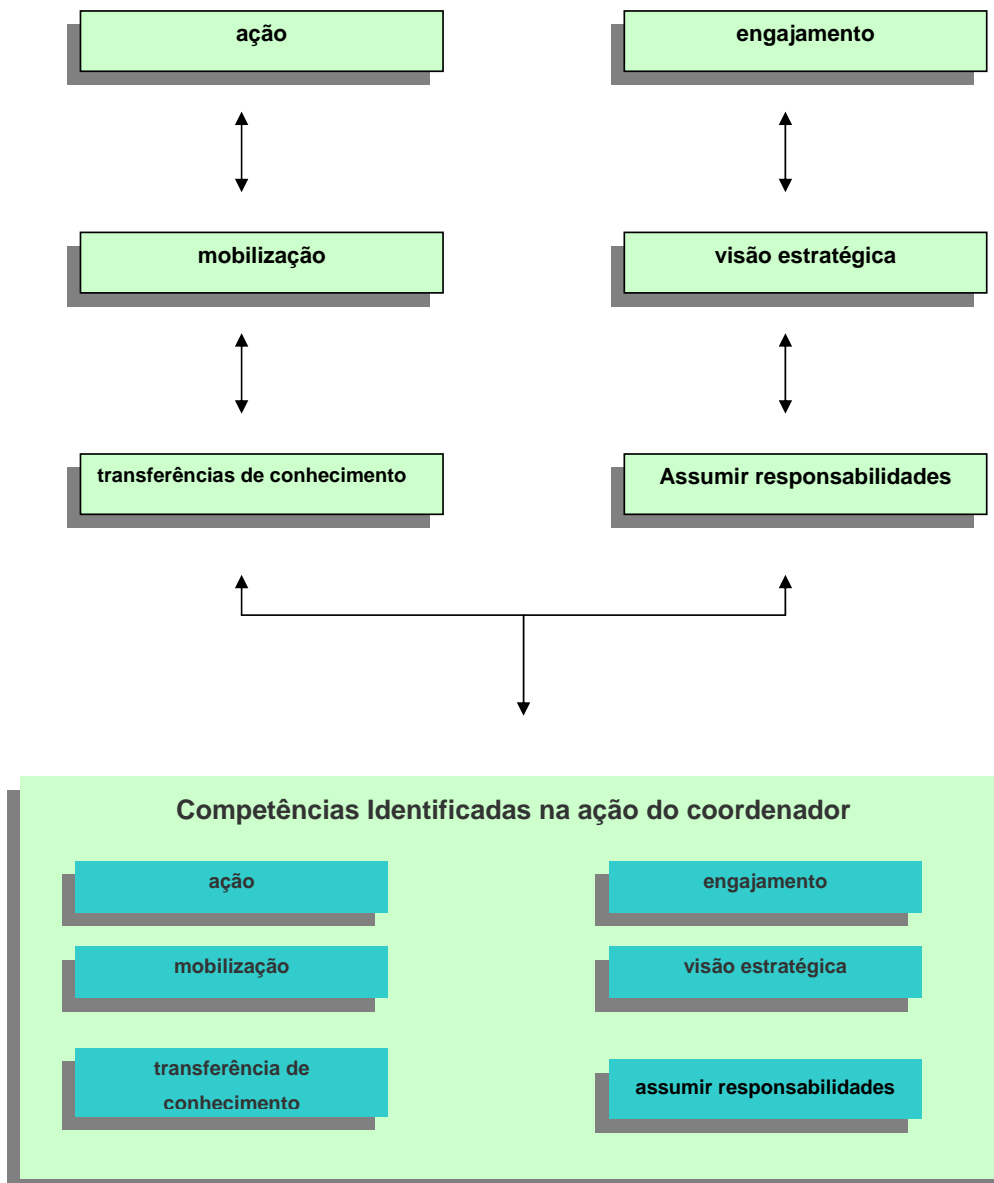 ação
engajamento
mobilização
visão estratégica
transferências de conhecimento
Assumir responsabilidades
Competências Identificadas na ação do coordenador
ação
engajamento
mobilização
visão estratégica
transferência de
conhecimento
assumir responsabilidades